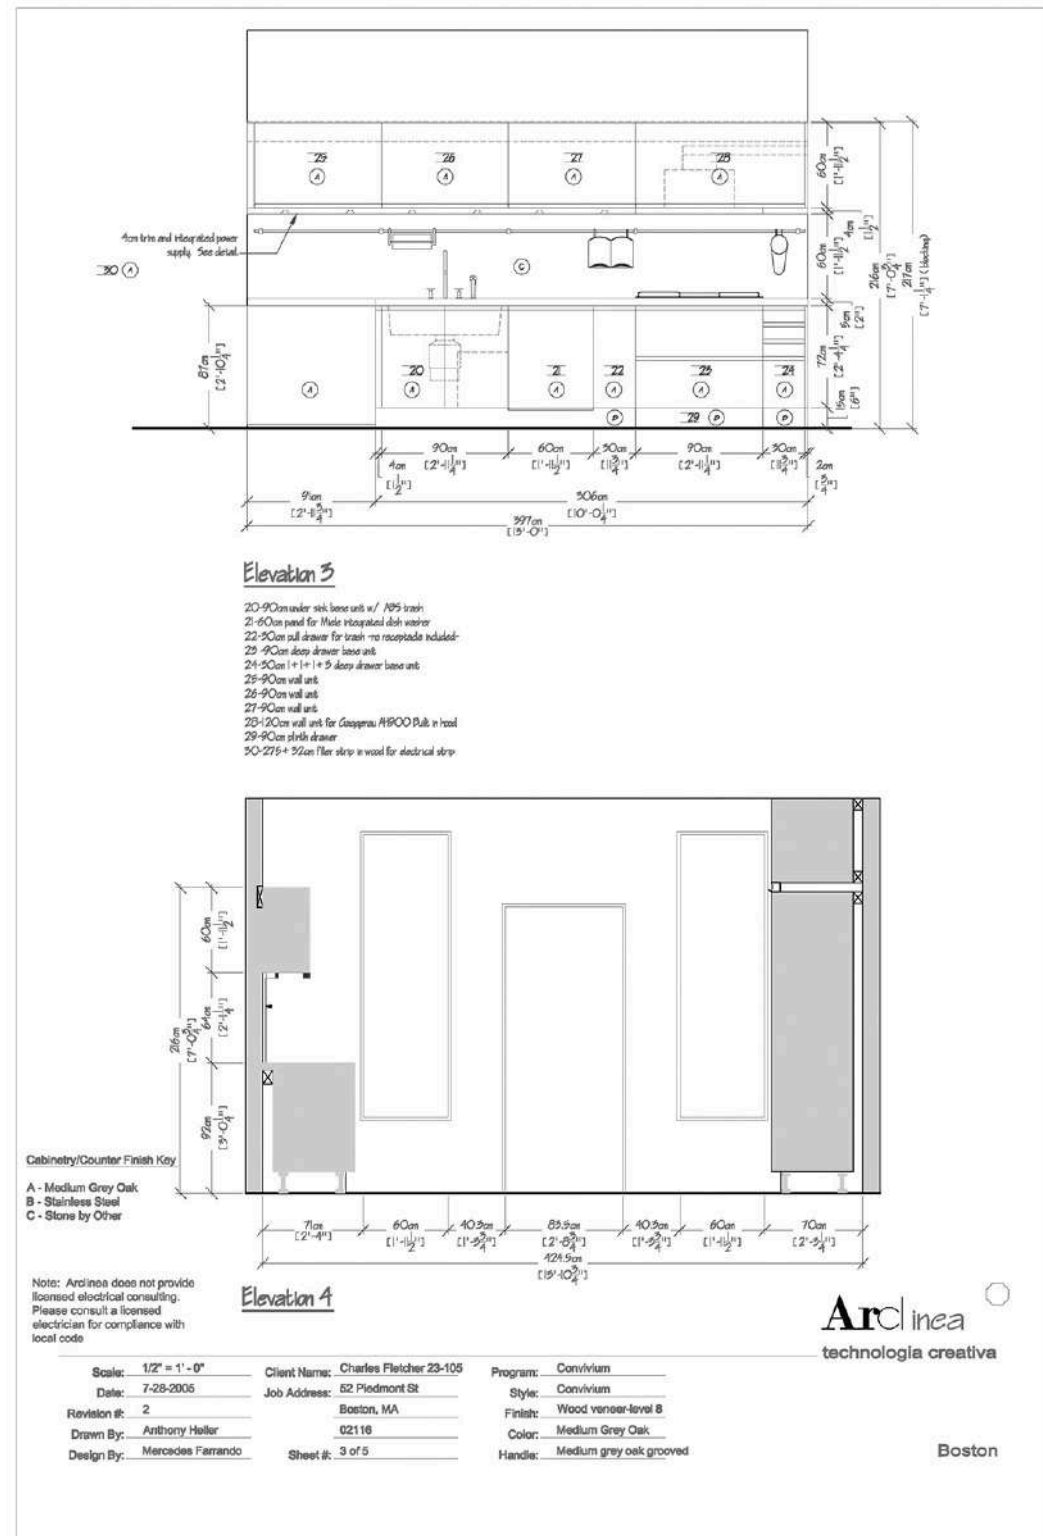 25
26
27
28
A
A
A
A
60cm
[1'-11½"]
4cm
[1½"]
60cm
[1'-11½"]
216cm
[7'-0¾"]
217cm
[7'-1¼"] (blocking)
4cm trim and integrated power
supply. See detail.
30 A
C
5cm
[2"]
72cm
[2'-4¼"]
15cm
[6"]
87cm
[2'-10¼"]
A
20
A
21
A
22
A
23
A
24
A
P
29 P
P
90cm
[2'-11¼"]
60cm
[1'-11½"]
30cm
[11¾"]
90cm
[2'-11¼"]
30cm
[11¾"]
4cm
[1½"]
2cm
[¾"]
91cm
[2'-11¾"]
306cm
[10'-0¼"]
397cm
[13'-0"]
Elevation 3
20-90cm under sink base unit w/ ABS trash
21-60cm panel for Miele integrated dish washer
22-30cm pull drawer for trash -no receptacle included-
23 -90cm deep drawer base unit
24-30cm 1+1+1+3 deep drawer base unit
25-90cm wall unit
26-90cm wall unit
27-90cm wall unit
28-120cm wall unit for AH900 Built in hood
29-90cm plinth drawer
30-275+ 32cm filler strip in wood for electrical strip
60cm
[1'-11½"]
64cm
[2'-1¼"]
216cm
[7'-0¾"]
92cm
[3'-0¼"]
71cm
[2'-4"]
60cm
[1'-11½"]
40.3cm
[1'-3¾"]
83.5cm
[2'-8¾"]
40.3cm
[1'-3¾"]
60cm
[1'-11½"]
70cm
[2'-3¼"]
424.9cm
[13'-10¾"]
Elevation 4
Cabinetry/Counter Finish Key
A - Medium Grey Oak
B - Stainless Steel
C - Stone by Other
Note: Arclinea does not provide
licensed electrical consulting.
Please consult a licensed
electrician for compliance with
local code
Arclinea
technologia creativa
Boston
Scale: 1/2" = 1' - 0"
Date: 7-28-2005
Revision #: 2
Drawn By: Anthony Heller
Design By: Mercedes Farrando
Client Name: Charles Fletcher 23-105
Job Address: 52 Piedmont St
Boston, MA
02116
Sheet #: 3 of 5
Program: Convivium
Style: Convivium
Finish: Wood veneer-level 8
Color: Medium Grey Oak
Handle: Medium grey oak grooved